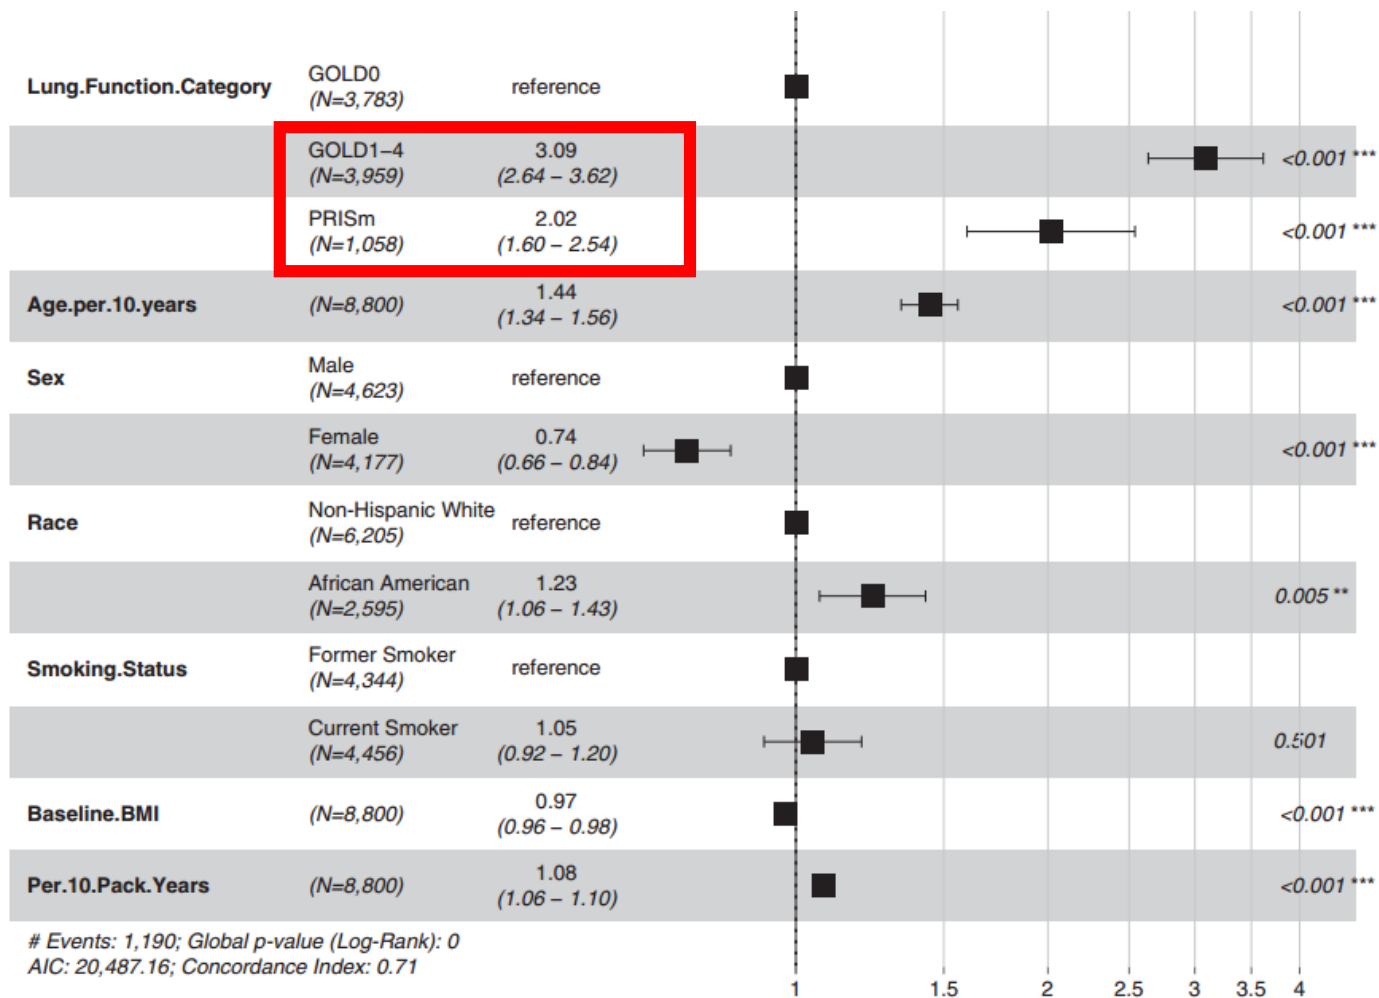 GOLD0
Lung.Function.Category reference
(N=3,783)
GOLD1–4 3.09
(N=3,959) (2.64 – 3.62) <0.001 ***
PRISm 2.02
(N=1,058) (1.60 – 2.54) <0.001 ***
Age.per.10.years (N=8,800) 1.44 <0.001 ***
(1.34 – 1.56)
Male
Sex reference
(N=4,623)
Female 0.74
(N=4,177) (0.66 – 0.84) <0.001 ***
Non-Hispanic White
Race reference
(N=6,205)
African American 1.23
(N=2,595) (1.06 – 1.43) 0.005 **
Former Smoker
Smoking.Status reference
(N=4,344)
Current Smoker 1.05
(N=4,456) (0.92 – 1.20) 0.501
Baseline.BMI (N=8,800) 0.97 <0.001 ***
(0.96 – 0.98)
Per.10.Pack.Years (N=8,800) 1.08 <0.001 ***
(1.06 – 1.10)
# Events: 1,190; Global p-value (Log-Rank): 0
AIC: 20,487.16; Concordance Index: 0.71
1 1.5 2 2.5 3 3.5 4